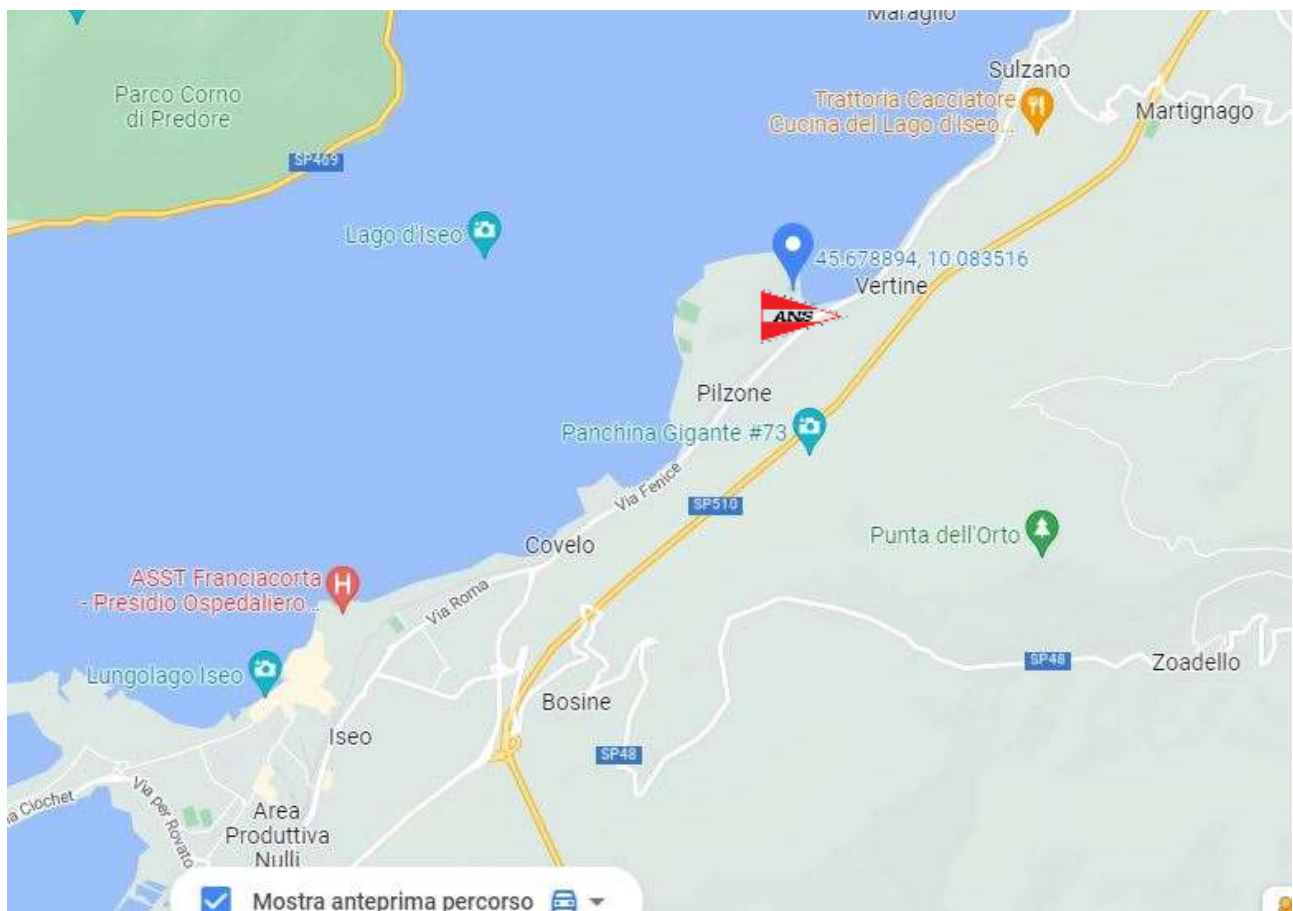 Maraglio
Sulzano
Parco Corno
di Predore
Trattoria Cacciatore
Cucina del Lago d'Iseo...
Martignago
SP469
Lago d'Iseo
45.678894, 10.083516
Vertine
ANS
Pilzone
Panchina Gigante #73
Via Fenice
SP510
Punta dell'Orto
Covelo
ASST Franciacorta
- Presidio Ospedaliero...
H
Via Roma
Lungolago Iseo
SP48
Zoadello
Bosine
Iseo
SP48
Via per Rovato
a Clochet
Area
Produttiva
Nulli
Mostra anteprima percorso